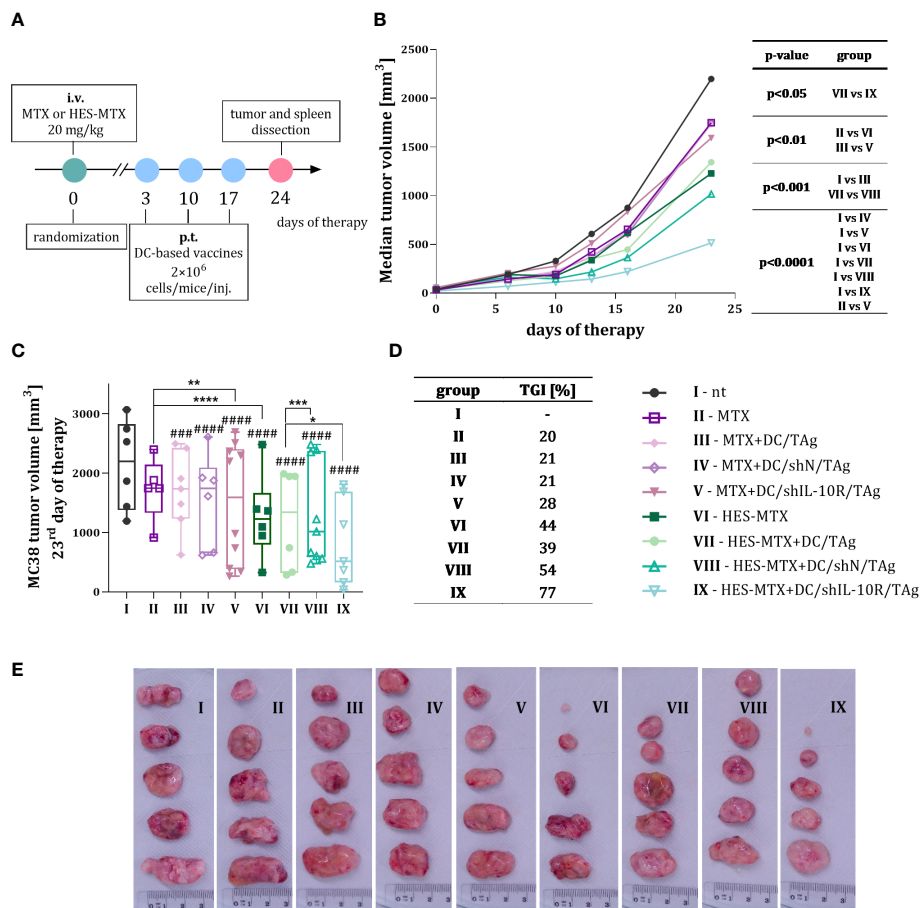 A
i.v.
MTX or HES-MTX
20 mg/kg
tumor and spleen
dissection
0
3
10
17
24
days of therapy
randomization
p.t.
DC-based vaccines
2×10⁶
cells/mice/inj.
B
Median tumor volume [mm³]
2500
2000
1500
1000
500
0
0
5
10
15
20
25
days of therapy
p-value group
p<0.05 VII vs IX
p<0.01 II vs VI
III vs V
p<0.001 I vs III
VII vs VIII
p<0.0001 I vs IV
I vs V
I vs VI
I vs VII
I vs VIII
I vs IX
II vs V
C
MC38 tumor volume [mm³]
23ʳᵈ day of therapy
3000
2000
1000
0
**
****
***
*
###
####
####
####
####
####
####
I II III IV V VI VII VIII IX
D
group TGI [%]
I -
II 20
III 21
IV 21
V 28
VI 44
VII 39
VIII 54
IX 77
I - nt
II - MTX
III - MTX+DC/TAg
IV - MTX+DC/shN/TAg
V - MTX+DC/shIL-10R/TAg
VI - HES-MTX
VII - HES-MTX+DC/TAg
VIII - HES-MTX+DC/shN/TAg
IX - HES-MTX+DC/shIL-10R/TAg
E
I II III IV V VI VII VIII IX